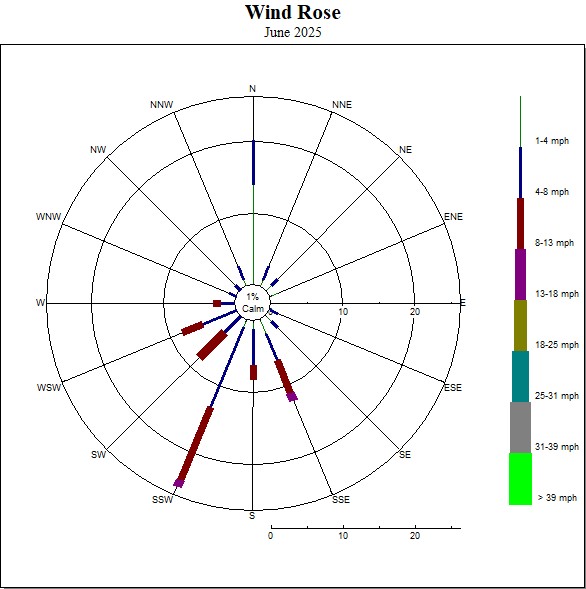 Wind Rose
June 2025
N
NNW
NNE
NW
NE
WNW
ENE
W
1%
Calm
10
20
E
WSW
ESE
SW
SE
SSW
SSE
S
0
10
20
1-4 mph
4-8 mph
8-13 mph
13-18 mph
18-25 mph
25-31 mph
31-39 mph
> 39 mph